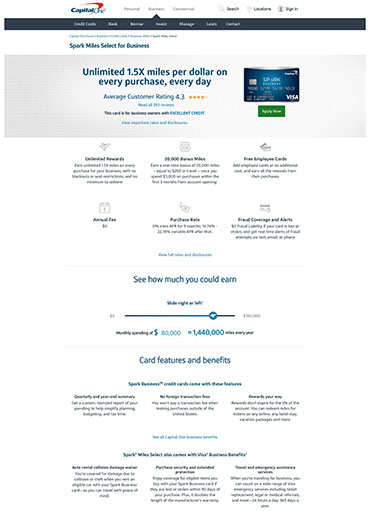 Capital One
Personal Business Commercial Search Locations Sign In
Credit Cards Bank Borrow Invest Manage Learn Contact
Capital One Home Business Credit Cards Business Miles Spark Miles Select
Spark Miles Select for Business
Unlimited 1.5X miles per dollar on
every purchase, every day
Average Customer Rating 4.3
Read all 393 reviews
This card is for business owners with EXCELLENT CREDIT
View important rates and disclosures
SPARK
VISA
Apply Now
Unlimited Rewards
Earn unlimited 1.5X miles on every
purchase for your business, with no
blackouts or seat restrictions, and no
minimum to redeem
20,000 Bonus Miles
Earn a one-time bonus of 20,000 miles
– equal to $200 in travel – once you
spend $3,000 on purchases within the
first 3 months from account opening
Free Employee Cards
Add employee cards at no additional
cost, and earn all the rewards from
their purchases
Annual Fee
$0
Purchase Rate
0% intro APR for 9 months; 14.74% -
22.74% variable APR after that
Fraud Coverage and Alerts
$0 Fraud Liability if your card is lost or
stolen, and get real-time alerts of fraud
attempts via text, email, or phone
View full rates and disclosures
See how much you could earn
Slide right or left
$0
Monthly spending of $ 80,000 = 1,440,000 miles every year
Card features and benefits
Spark Business℠ credit cards come with these features
Quarterly and year-end summary
Get a custom, itemized report of your
spending to help simplify planning,
budgeting, and tax time
No foreign transaction fees
You won't pay a transaction fee when
making purchases outside of the
United States
Rewards your way
Rewards don't expire for the life of the
account. You can redeem miles for
tickets on any airline, any hotel stay,
vacation packages and more
See all Capital One business benefits
Spark® Miles Select also comes with Visa® Business Benefits
Auto rental collision damage waiver
You're covered for damage due to
collision or theft when you rent an
eligible car with your Spark Business
card—so you can travel with peace of
mind.
Purchase security and extended
protection
Enjoy coverage for eligible items you
buy with your Spark Business card if
they are lost or stolen within 90 days of
your purchase. Plus, it doubles the
length of the manufacturer's warranty
Travel and emergency assistance
services
When you're traveling for business, you
can count on a wide-range of
emergency services including ticket
replacement, legal or medical referrals,
and more—24 hours a day, 365 days a
year.